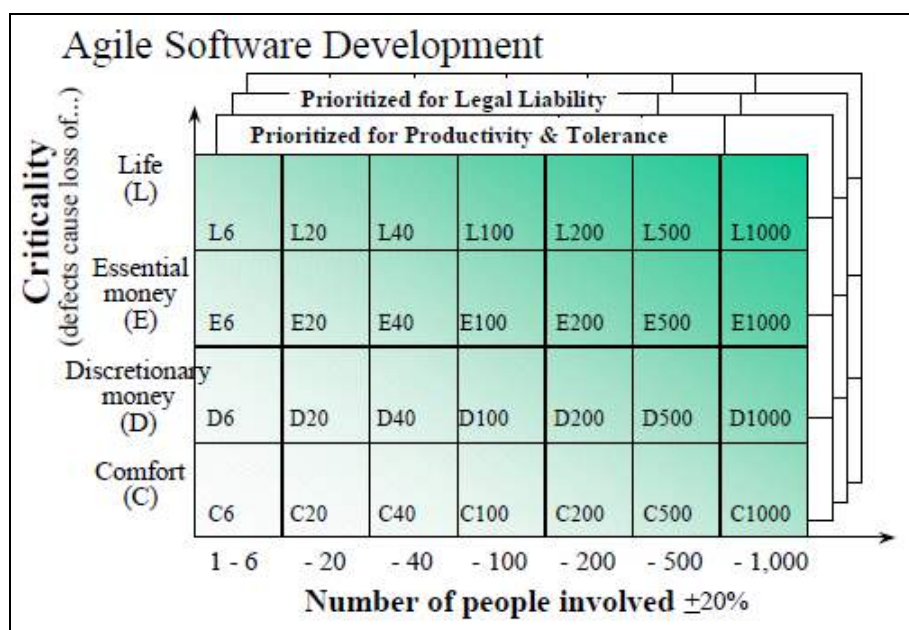 Agile Software Development
Prioritized for Legal Liability
Prioritized for Productivity & Tolerance
Criticality
(defects cause loss of...)
Life
(L)
L6 L20 L40 L100 L200 L500 L1000
Essential
money
(E)
E6 E20 E40 E100 E200 E500 E1000
Discretionary
money
(D)
D6 D20 D40 D100 D200 D500 D1000
Comfort
(C)
C6 C20 C40 C100 C200 C500 C1000
1 - 6 - 20 - 40 - 100 - 200 - 500 - 1,000
Number of people involved ±20%